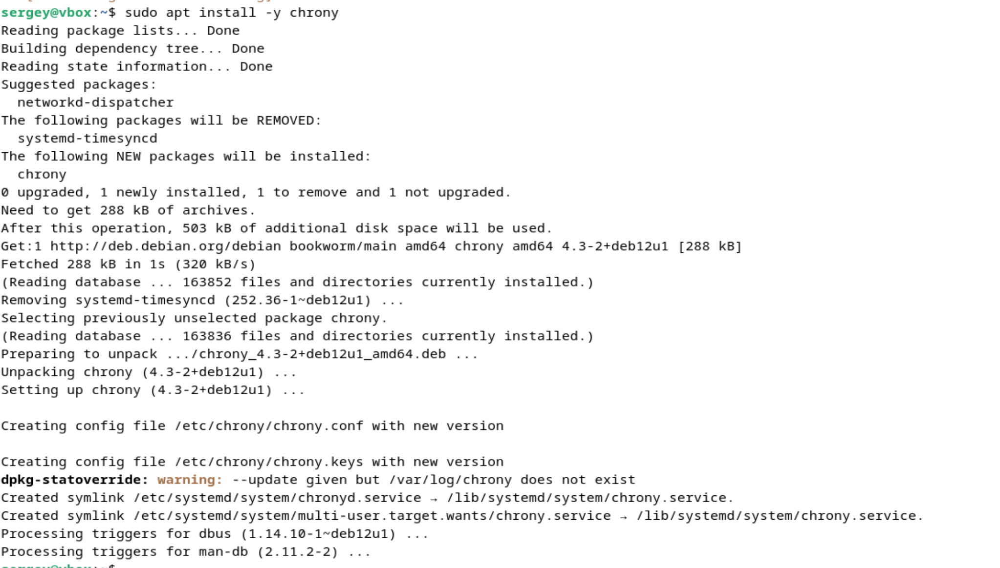 sergey@vbox:~$ sudo apt install -y chrony
Reading package lists... Done
Building dependency tree... Done
Reading state information... Done
Suggested packages:
  networkd-dispatcher
The following packages will be REMOVED:
  systemd-timesyncd
The following NEW packages will be installed:
  chrony
0 upgraded, 1 newly installed, 1 to remove and 1 not upgraded.
Need to get 288 kB of archives.
After this operation, 503 kB of additional disk space will be used.
Get:1 http://deb.debian.org/debian bookworm/main amd64 chrony amd64 4.3-2+deb12u1 [288 kB]
Fetched 288 kB in 1s (320 kB/s)
(Reading database ... 163852 files and directories currently installed.)
Removing systemd-timesyncd (252.36-1~deb12u1) ...
Selecting previously unselected package chrony.
(Reading database ... 163836 files and directories currently installed.)
Preparing to unpack .../chrony_4.3-2+deb12u1_amd64.deb ...
Unpacking chrony (4.3-2+deb12u1) ...
Setting up chrony (4.3-2+deb12u1) ...

Creating config file /etc/chrony/chrony.conf with new version

Creating config file /etc/chrony/chrony.keys with new version
dpkg-statoverride: warning: --update given but /var/log/chrony does not exist
Created symlink /etc/systemd/system/chronyd.service → /lib/systemd/system/chrony.service.
Created symlink /etc/systemd/system/multi-user.target.wants/chrony.service → /lib/systemd/system/chrony.service.
Processing triggers for dbus (1.14.10-1~deb12u1) ...
Processing triggers for man-db (2.11.2-2) ...